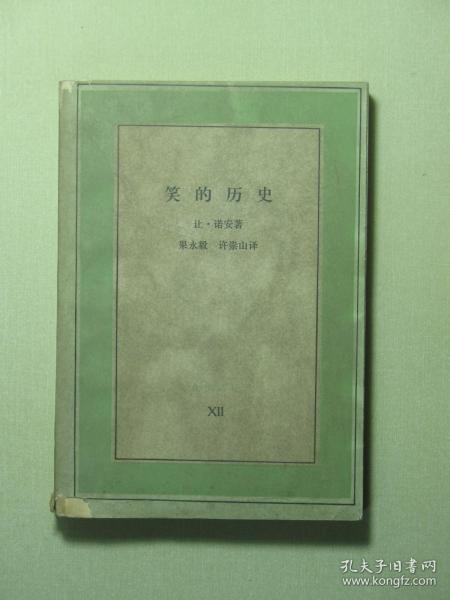 笑的历史
让·诺安著
果永毅 许崇山译
XII
孔夫子旧书网
www.kongfz.com